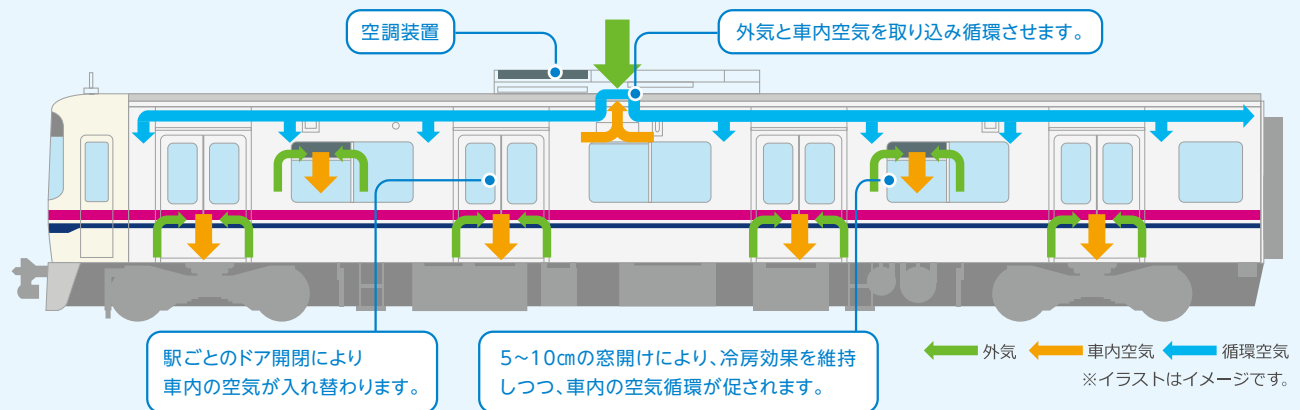 空調装置
外気と車内空気を取り込み循環させます。
駅ごとのドア開閉により
車内の空気が入れ替わります。
5~10㎝の窓開けにより、冷房効果を維持
しつつ、車内の空気循環が促されます。
外気 車内空気 循環空気
※イラストはイメージです。